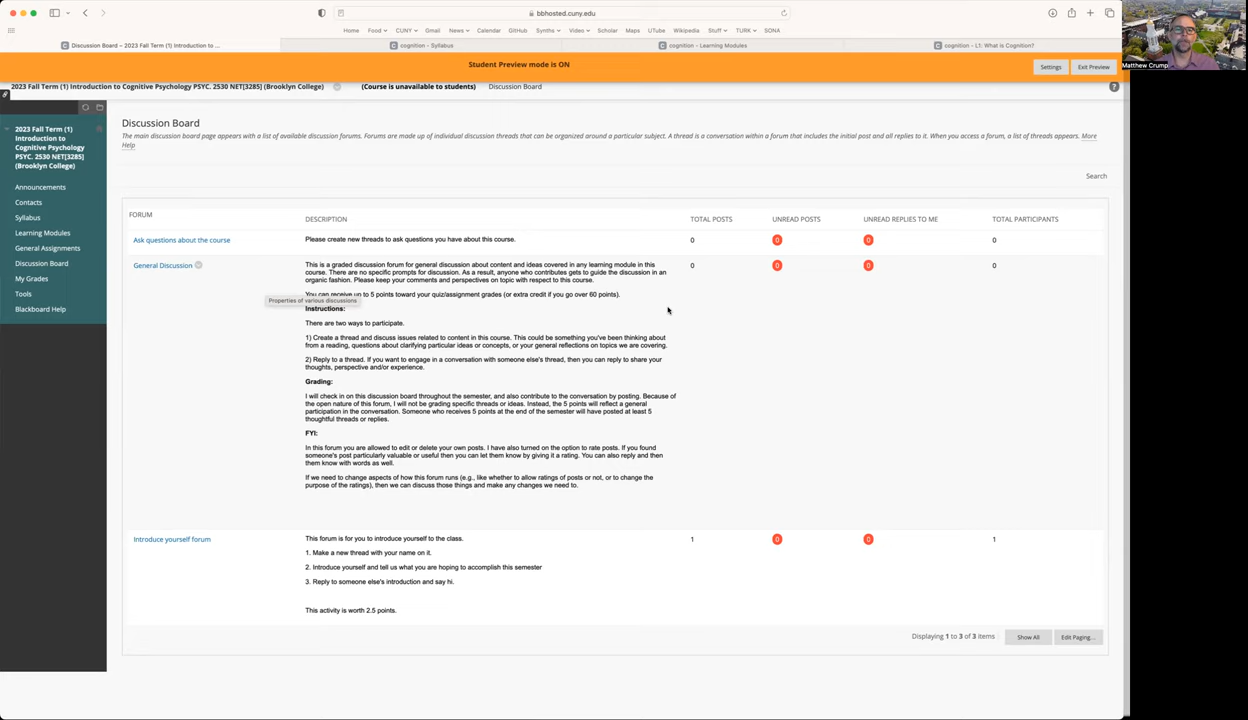 bbhosted.cuny.edu
Home Food CUNY Gmail News Calendar GitHub Synths Video Scholar Maps UTube Wikipedia Stuff TURK SONA
Discussion Board – 2023 Fall Term (1) Introduction to ...
cognition - Syllabus
cognition - Learning Modules
cognition - L1: What is Cognition?
Matthew Crump
Student Preview mode is ON
Settings
Exit Preview
2023 Fall Term (1) Introduction to Cognitive Psychology PSYC. 2530 NET[3285] (Brooklyn College)
(Course is unavailable to students)
Discussion Board
?
2023 Fall Term (1)
Introduction to
Cognitive Psychology
PSYC. 2530 NET[3285]
(Brooklyn College)
Announcements
Contacts
Syllabus
Learning Modules
General Assignments
Discussion Board
My Grades
Tools
Blackboard Help
Discussion Board
The main discussion board page appears with a list of available discussion forums. Forums are made up of individual discussion threads that can be organized around a particular subject. A thread is a conversation within a forum that includes the initial post and all replies to it. When you access a forum, a list of threads appears. More
Help
Search
FORUM DESCRIPTION TOTAL POSTS UNREAD POSTS UNREAD REPLIES TO ME TOTAL PARTICIPANTS
Ask questions about the course Please create new threads to ask questions you have about this course. 0 0 0 0
General Discussion This is a graded discussion forum for general discussion about content and ideas covered in any learning module in this 0 0 0 0
course. There are no specific prompts for discussion. As a result, anyone who contributes gets to guide the discussion in an
organic fashion. Please keep your comments and perspectives on topic with respect to this course.
You can receive up to 5 points toward your quiz/assignment grades (or extra credit if you go over 60 points).
Properties of various discussions
Instructions:
There are two ways to participate.
1) Create a thread and discuss issues related to content in this course. This could be something you've been thinking about
from a reading, questions about clarifying particular ideas or concepts, or your general reflections on topics we are covering.
2) Reply to a thread. If you want to engage in a conversation with someone else's thread, then you can reply to share your
thoughts, perspective and/or experience.
Grading:
I will check in on this discussion board throughout the semester, and also contribute to the conversation by posting. Because of
the open nature of this forum, I will not be grading specific threads or ideas. Instead, the 5 points will reflect a general
participation in the conversation. Someone who receives 5 points at the end of the semester will have posted at least 5
thoughtful threads or replies.
FYI:
In this forum you are allowed to edit or delete your own posts. I have also turned on the option to rate posts. If you found
someone's post particularly valuable or useful then you can let them know by giving it a rating. You can also reply and then
them know with words as well.
If we need to change aspects of how this forum runs (e.g., like whether to allow ratings of posts or not, or to change the
purpose of the ratings), then we can discuss those things and make any changes we need to.
Introduce yourself forum This forum is for you to introduce yourself to the class. 1 0 0 1
1. Make a new thread with your name on it.
2. Introduce yourself and tell us what you are hoping to accomplish this semester
3. Reply to someone else's introduction and say hi.
This activity is worth 2.5 points.
Displaying 1 to 3 of 3 items
Show All
Edit Paging...